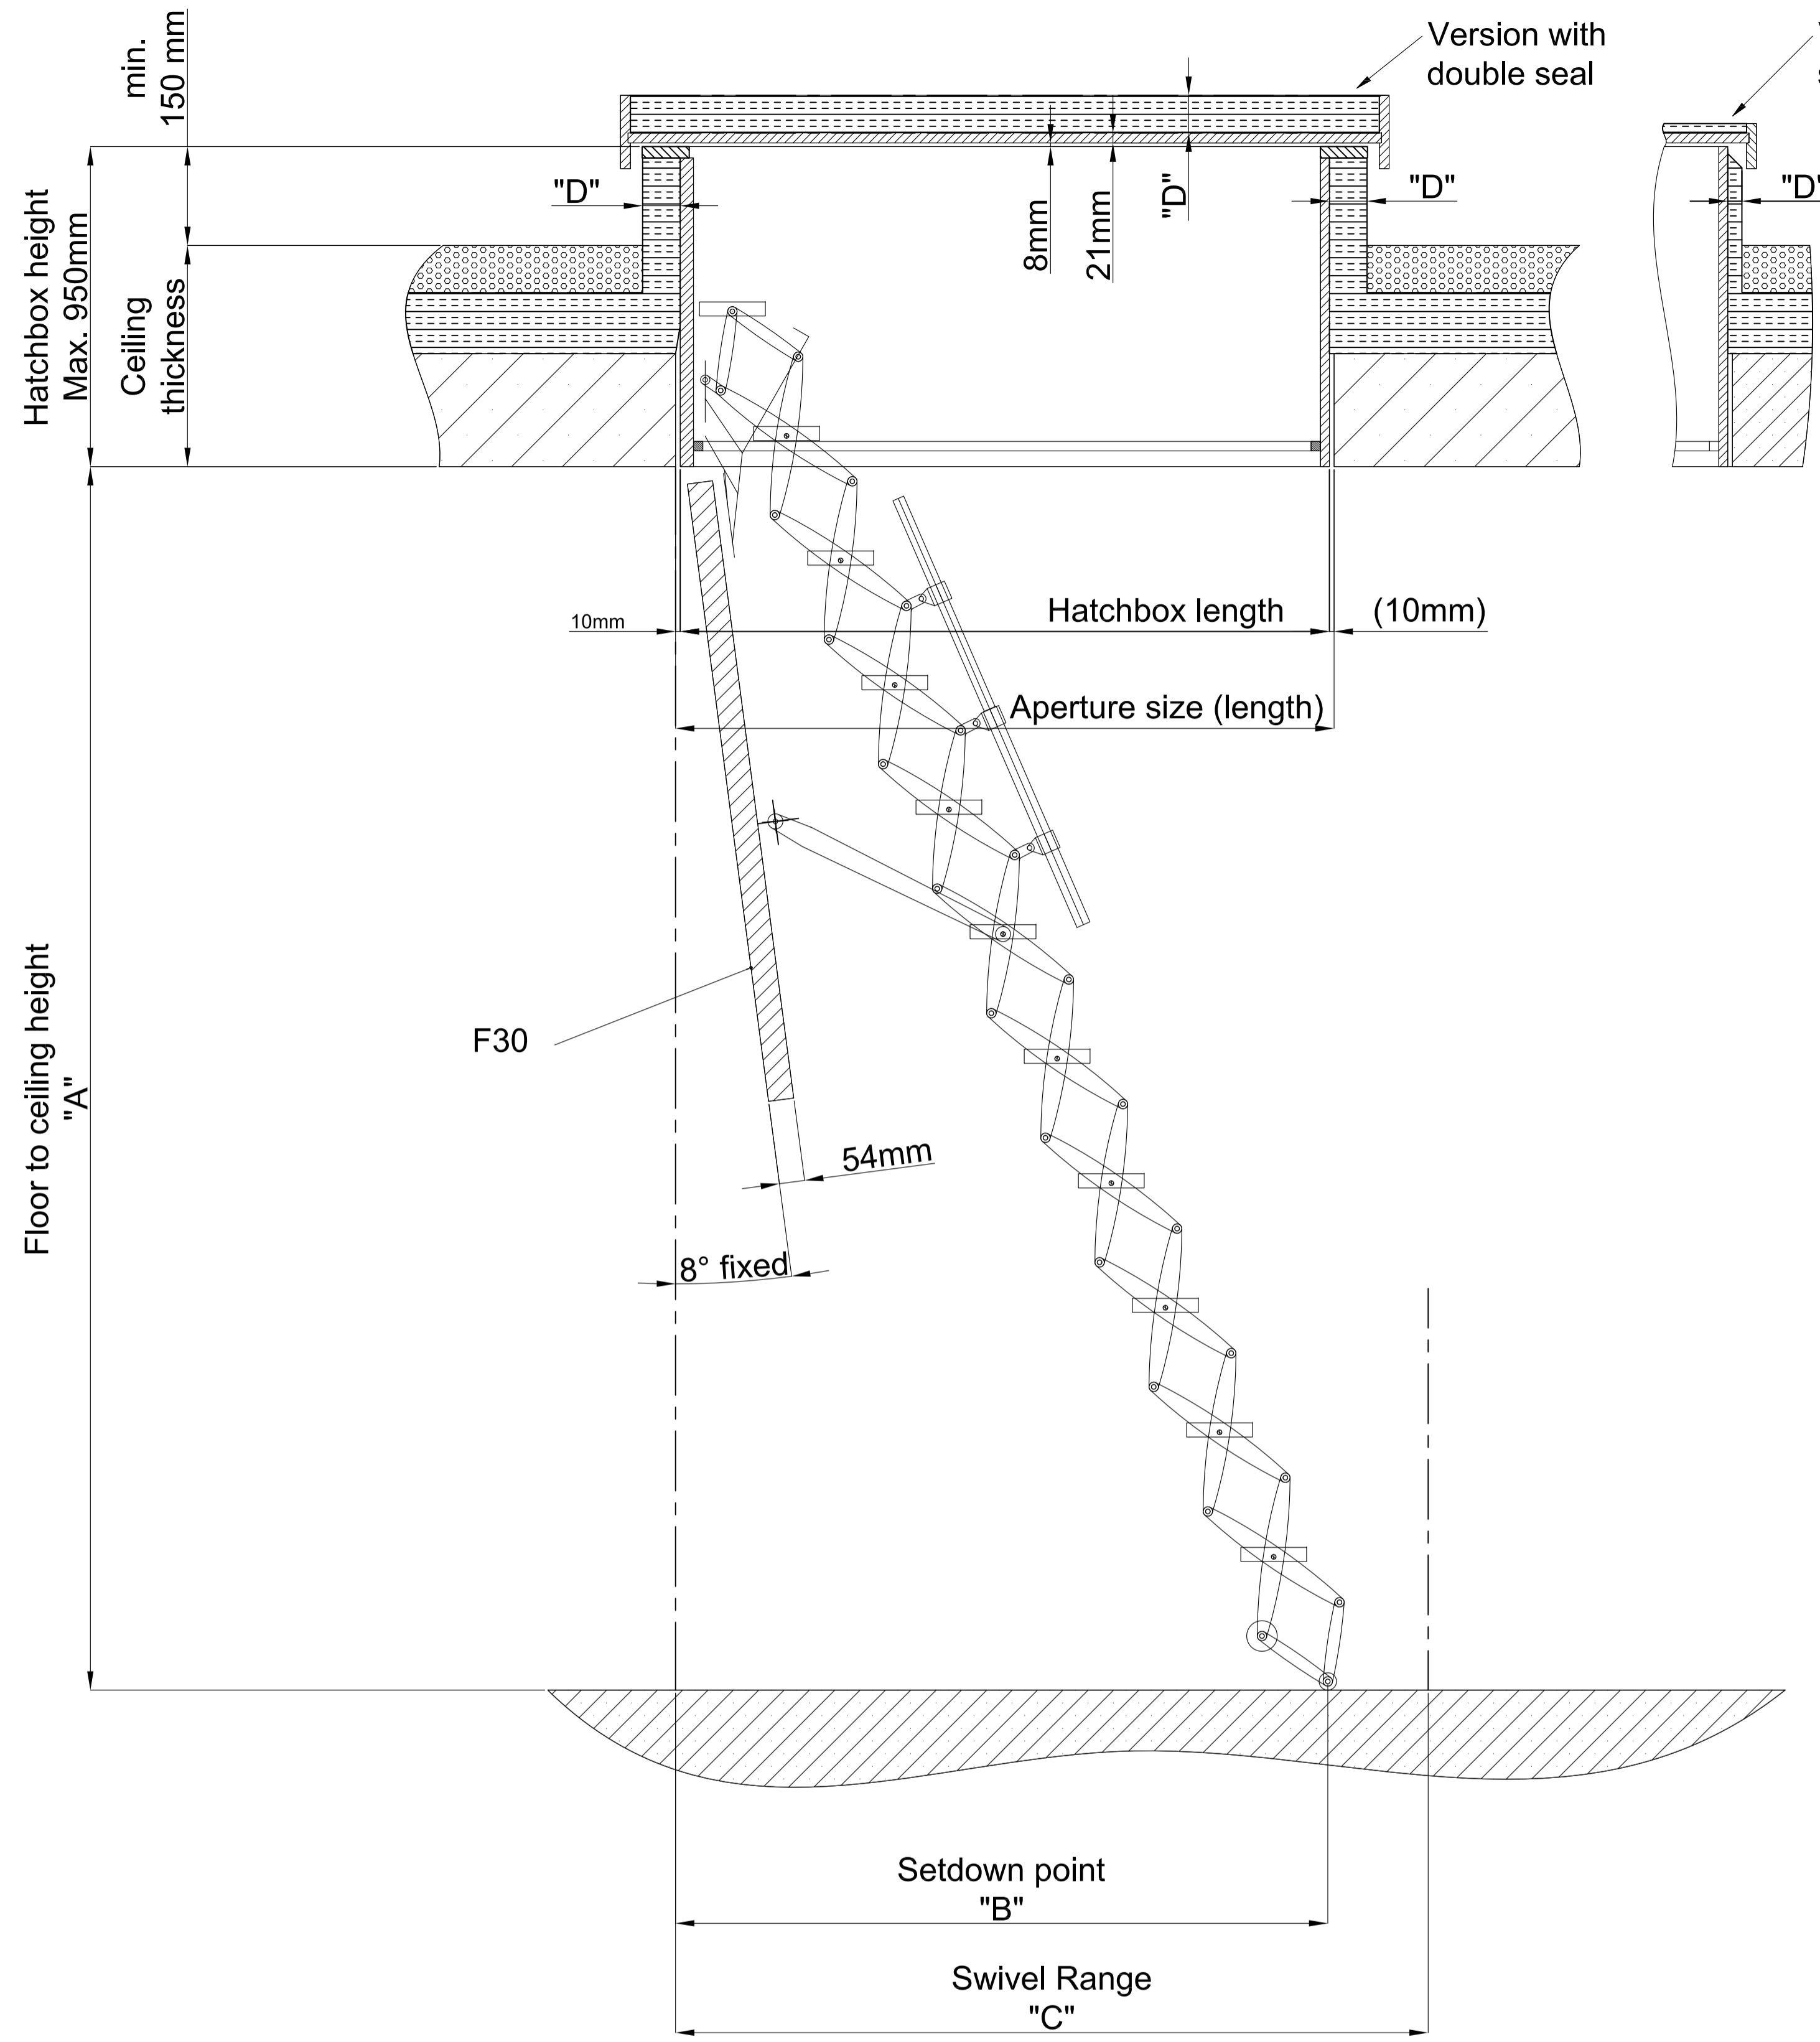 Version with
double seal
min.
150 mm
Hatchbox height
Max. 950mm
Ceiling
thickness
"D"
8mm
21mm
"D"
"D"
"D"
10mm
Hatchbox length
(10mm)
Aperture size (length)
Floor to ceiling height
"A"
F30
54mm
8° fixed
Setdown point
"B"
Swivel Range
"C"